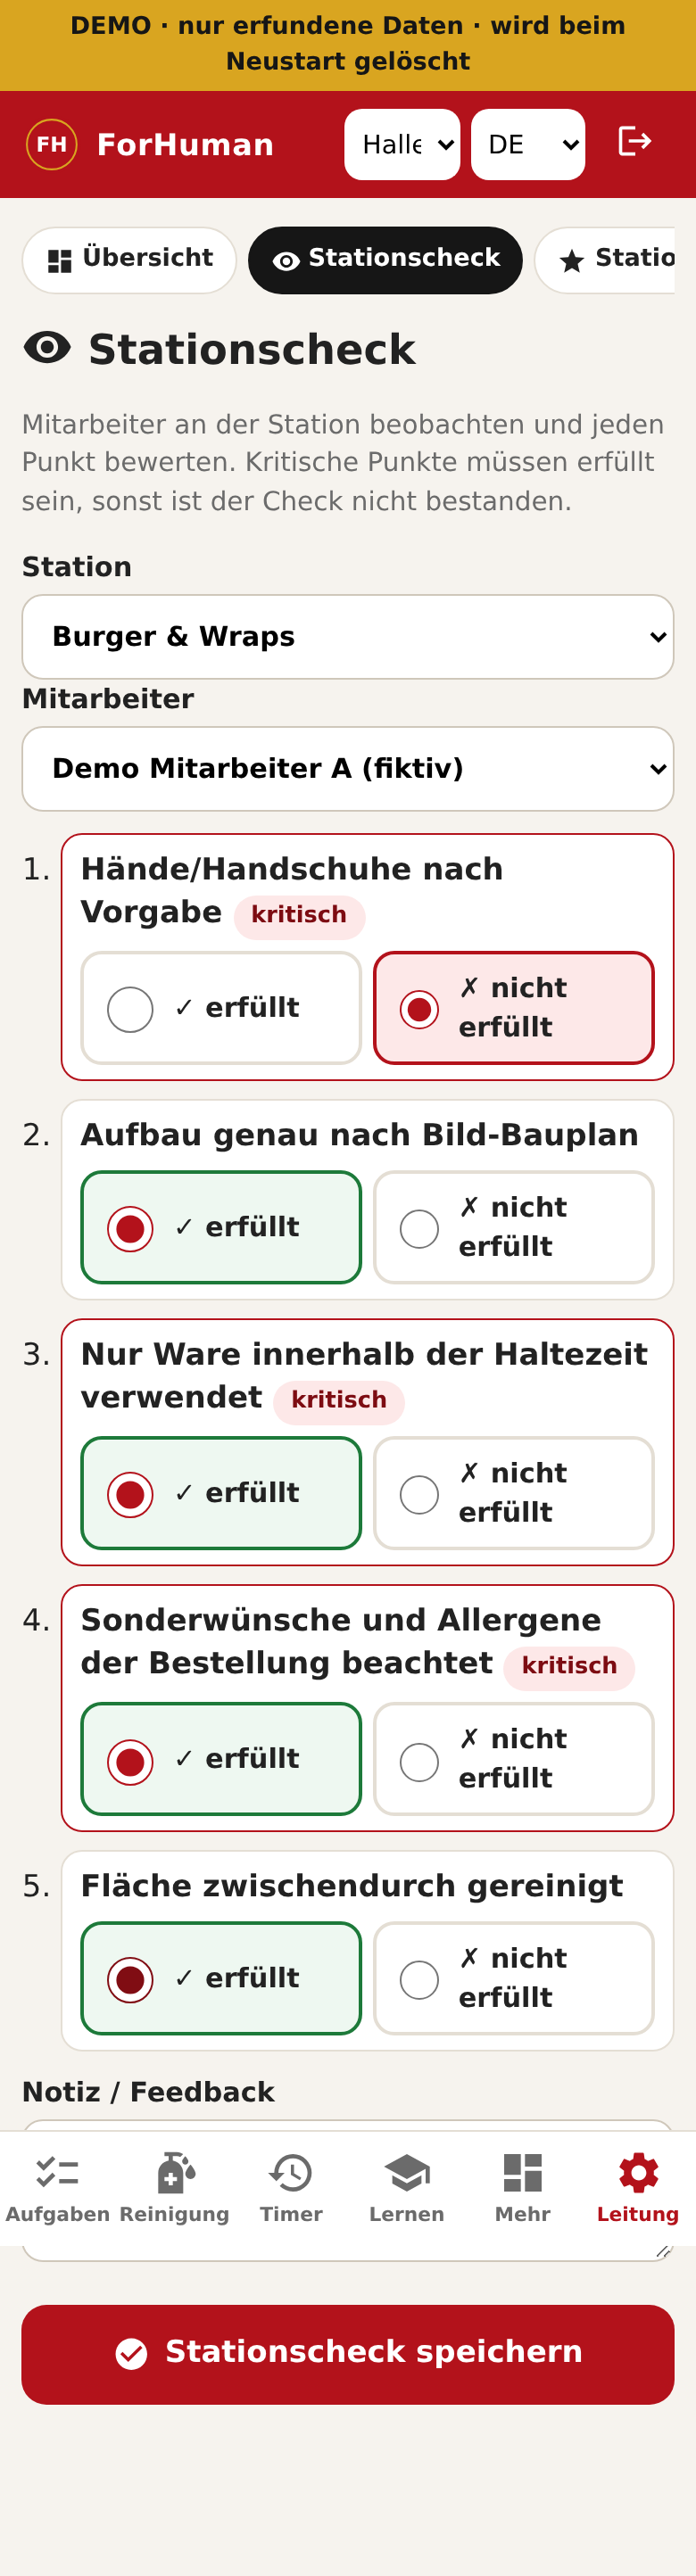 DEMO · nur erfundene Daten · wird beim
Neustart gelöscht
FH ForHuman Halle DE
Übersicht Stationscheck Statio
Stationscheck
Mitarbeiter an der Station beobachten und jeden
Punkt bewerten. Kritische Punkte müssen erfüllt
sein, sonst ist der Check nicht bestanden.
Station
Burger & Wraps
Mitarbeiter
Demo Mitarbeiter A (fiktiv)
1. Hände/Handschuhe nach
Vorgabe kritisch
✓ erfüllt
✗ nicht
erfüllt
2. Aufbau genau nach Bild-Bauplan
✓ erfüllt
✗ nicht
erfüllt
3. Nur Ware innerhalb der Haltezeit
verwendet kritisch
✓ erfüllt
✗ nicht
erfüllt
4. Sonderwünsche und Allergene
der Bestellung beachtet kritisch
✓ erfüllt
✗ nicht
erfüllt
5. Fläche zwischendurch gereinigt
✓ erfüllt
✗ nicht
erfüllt
Notiz / Feedback
Aufgaben Reinigung Timer Lernen Mehr Leitung
Stationscheck speichern